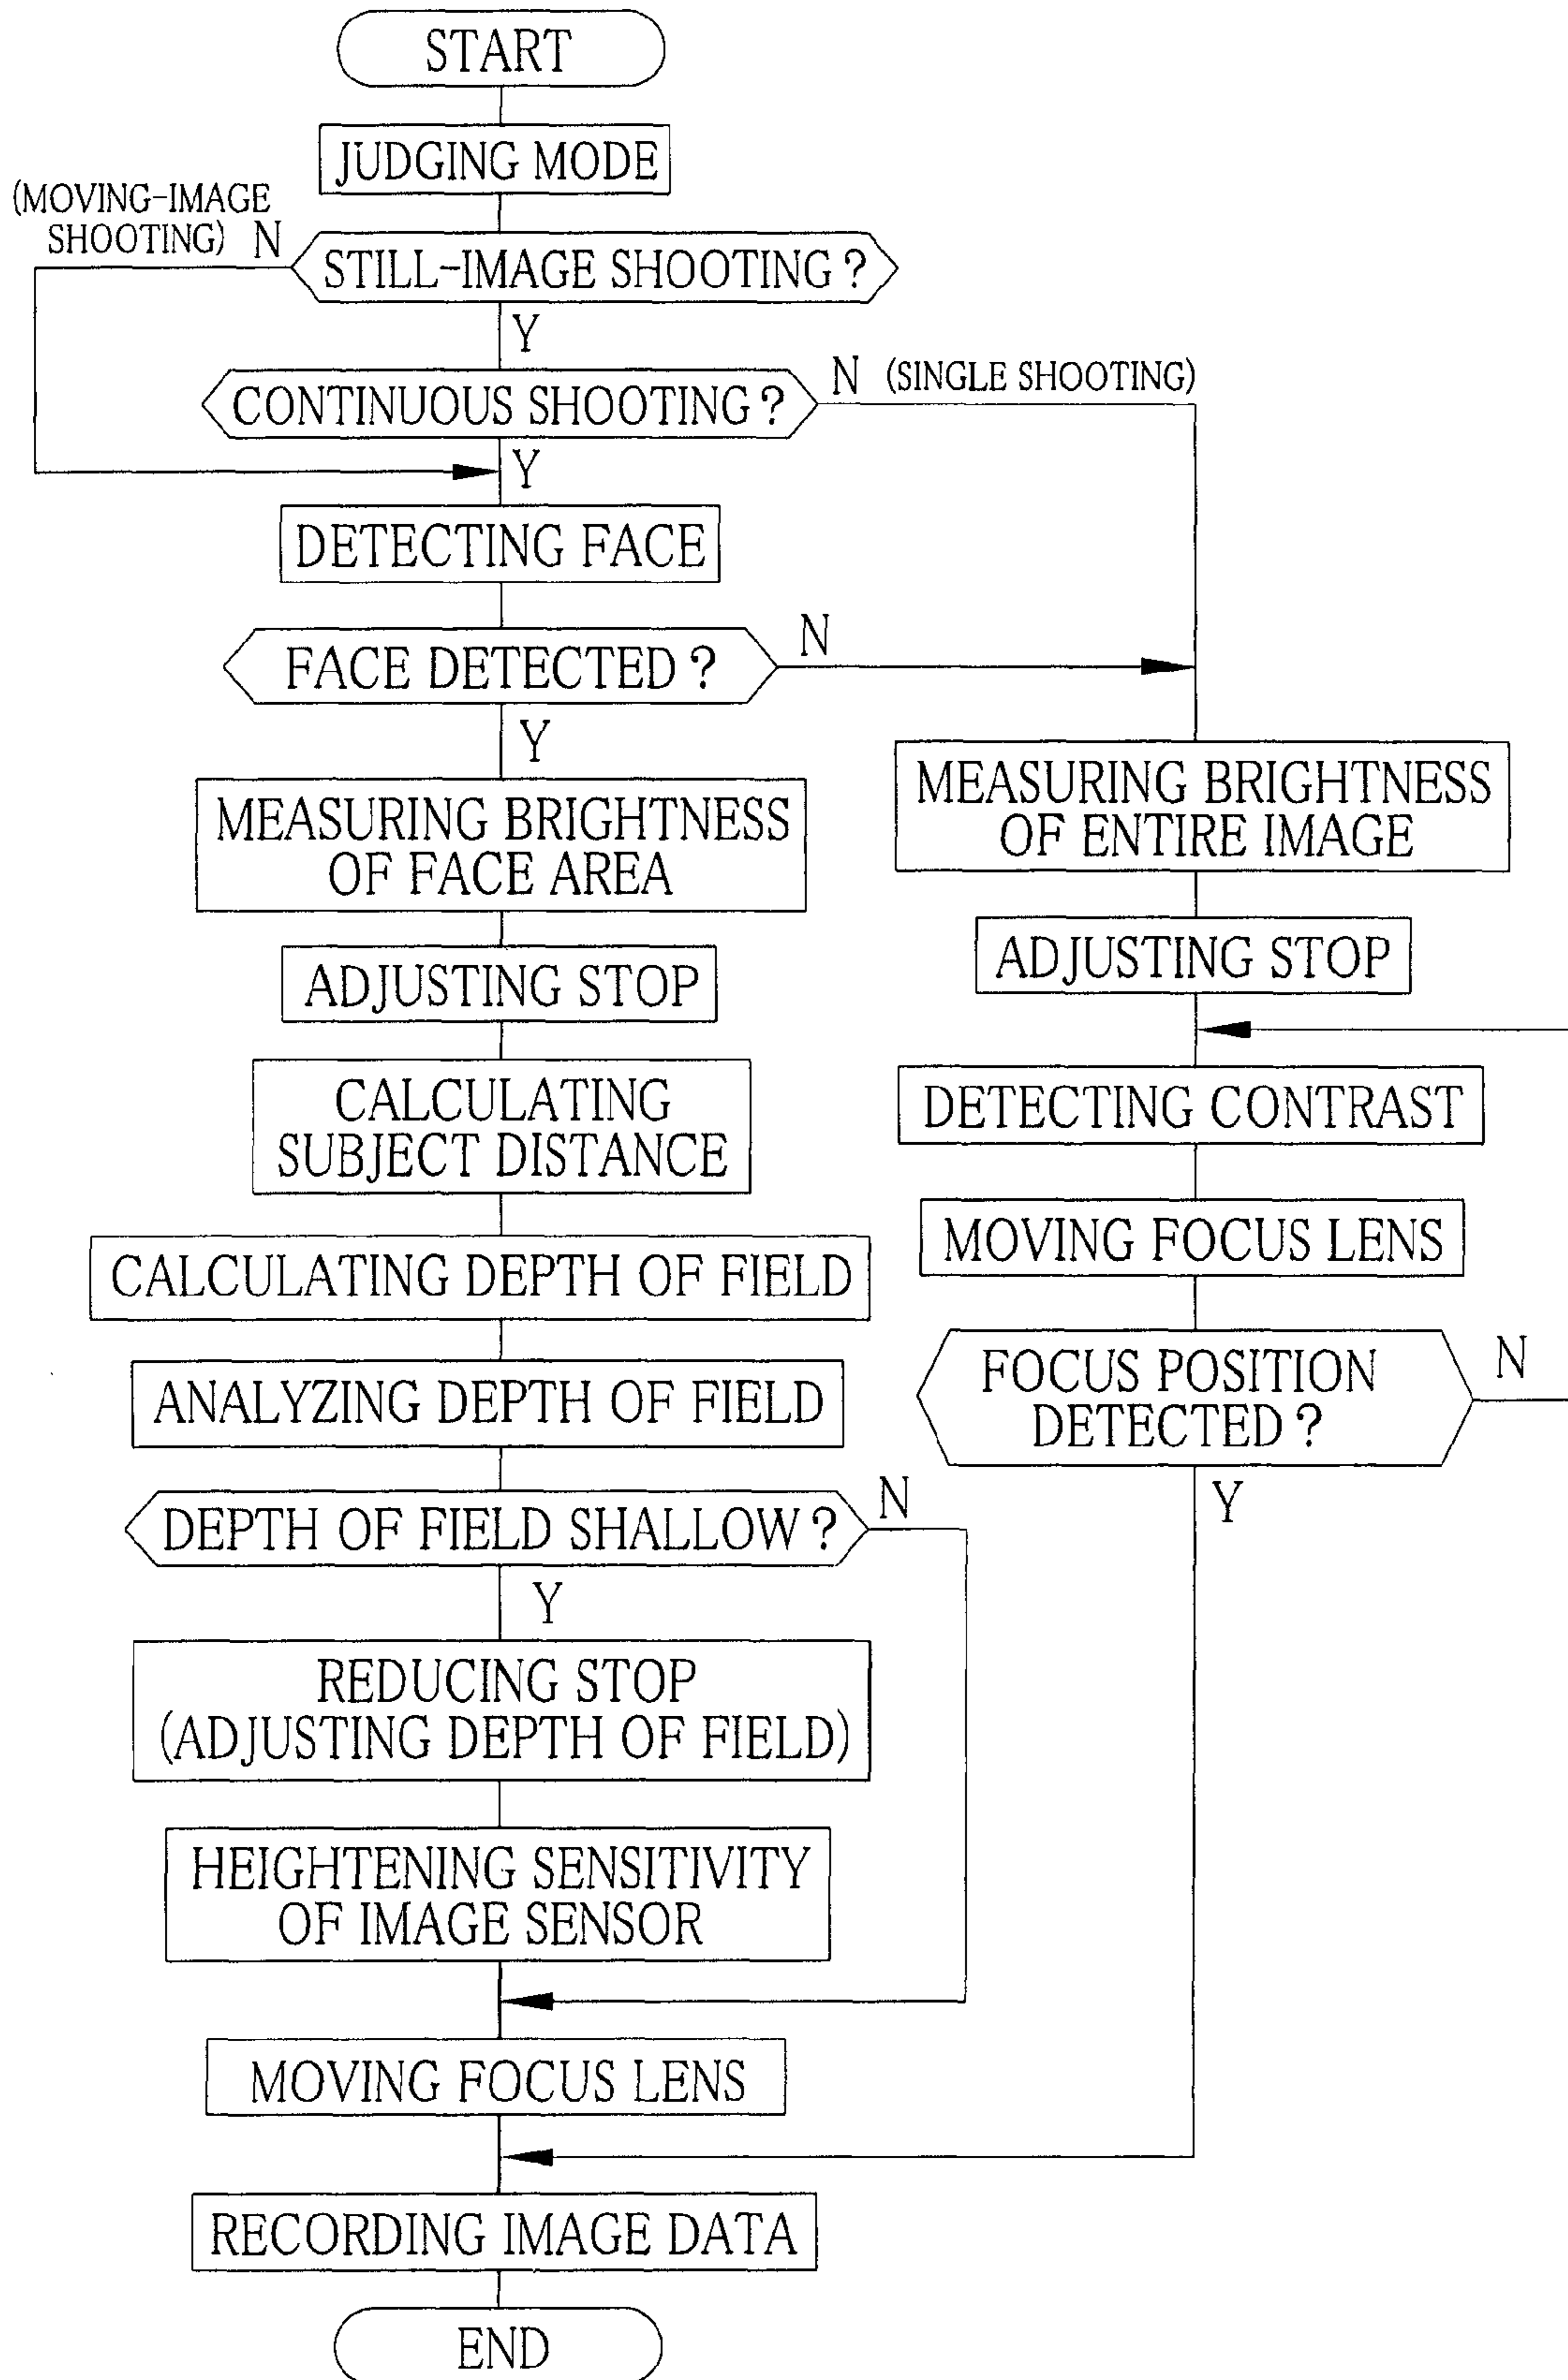 START
JUDGING MODE
(MOVING-IMAGE
SHOOTING) N
STILL-IMAGE SHOOTING?
Y
CONTINUOUS SHOOTING?
N (SINGLE SHOOTING)
Y
DETECTING FACE
FACE DETECTED?
N
Y
MEASURING BRIGHTNESS
OF FACE AREA
ADJUSTING STOP
CALCULATING
SUBJECT DISTANCE
CALCULATING DEPTH OF FIELD
ANALYZING DEPTH OF FIELD
DEPTH OF FIELD SHALLOW?
N
Y
REDUCING STOP
(ADJUSTING DEPTH OF FIELD)
HEIGHTENING SENSITIVITY
OF IMAGE SENSOR
MOVING FOCUS LENS
MEASURING BRIGHTNESS
OF ENTIRE IMAGE
ADJUSTING STOP
DETECTING CONTRAST
MOVING FOCUS LENS
FOCUS POSITION
DETECTED?
N
Y
RECORDING IMAGE DATA
END